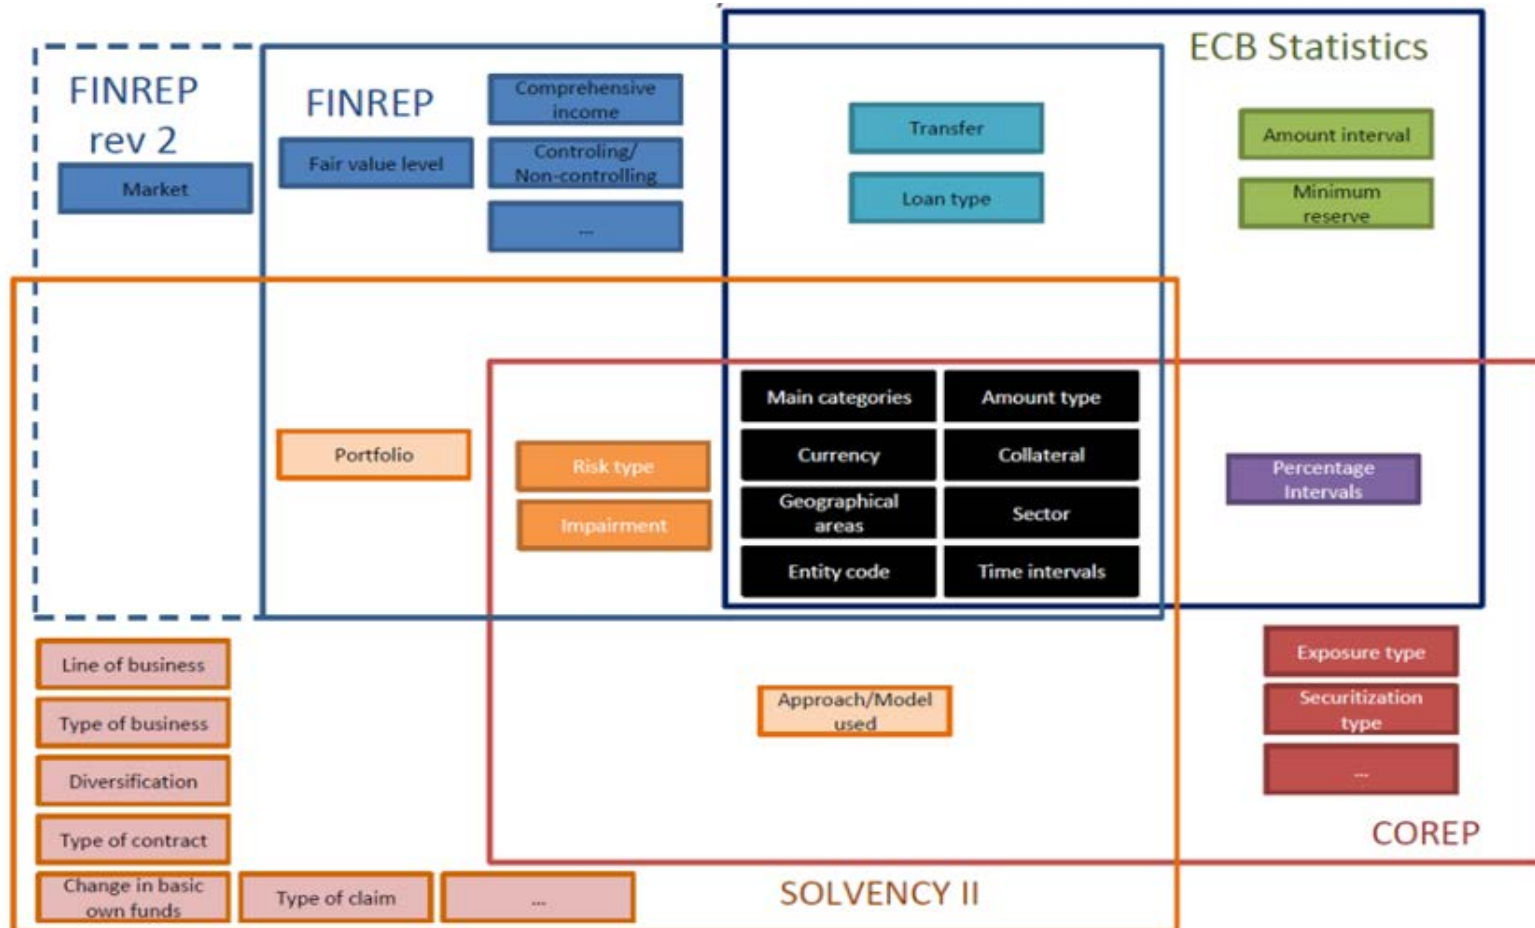 ECB Statistics
FINREP
rev 2
Market
FINREP
Fair value level
Comprehensive
income
Controling/
Non-controlling
...
Transfer
Loan type
Amount interval
Minimum
reserve
Portfolio
Risk type
Impairment
Main categories
Amount type
Currency
Collateral
Geographical
areas
Sector
Entity code
Time intervals
Percentage
Intervals
Line of business
Type of business
Diversification
Type of contract
Change in basic
own funds
Type of claim
...
Approach/Model
used
Exposure type
Securitization
type
...
COREP
SOLVENCY II